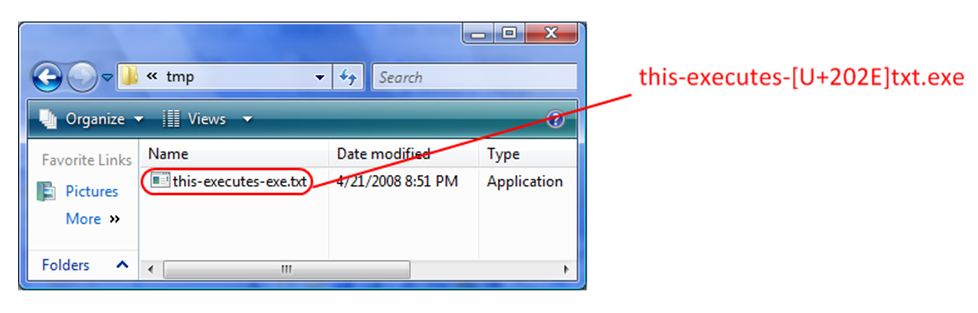 « tmp
Search
Organize Views ?
Favorite Links
Pictures
More »
Folders
Name Date modified Type
this-executes-exe.txt 4/21/2008 8:51 PM Application
this-executes-[U+202E]txt.exe